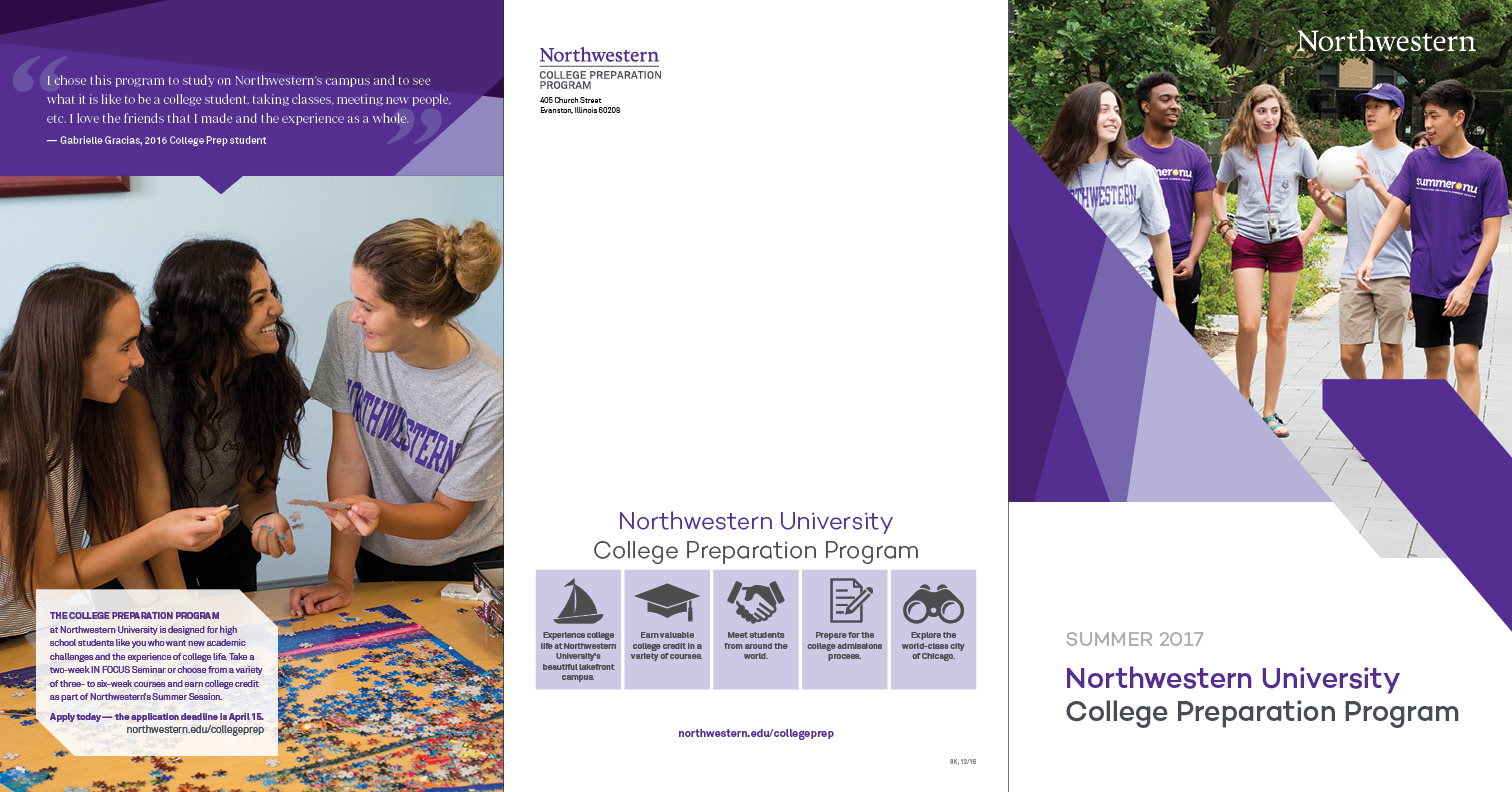 I chose this program to study on Northwestern's campus and to see
what it is like to be a college student, taking classes, meeting new people,
etc. I love the friends that I made and the experience as a whole.
— Gabrielle Gracias, 2016 College Prep student
NORTHWESTERN
THE COLLEGE PREPARATION PROGRAM
at Northwestern University is designed for high
school students like you who want new academic
challenges and the experience of college life. Take a
two-week IN FOCUS Seminar or choose from a variety
of three- to six-week courses and earn college credit
as part of Northwestern's Summer Session.
Apply today — the application deadline is April 15.
northwestern.edu/collegeprep
Northwestern
COLLEGE PREPARATION
PROGRAM
405 Church Street
Evanston, Illinois 60208
Northwestern University
College Preparation Program
Experience college
life at Northwestern
University's
beautiful lakefront
campus.
Earn valuable
college credit in a
variety of courses.
Meet students
from around the
world.
Prepare for the
college admissions
process.
Explore the
world-class city
of Chicago.
northwestern.edu/collegeprep
8K, 12/16
Northwestern
summer nu
SUMMER 2017
Northwestern University
College Preparation Program